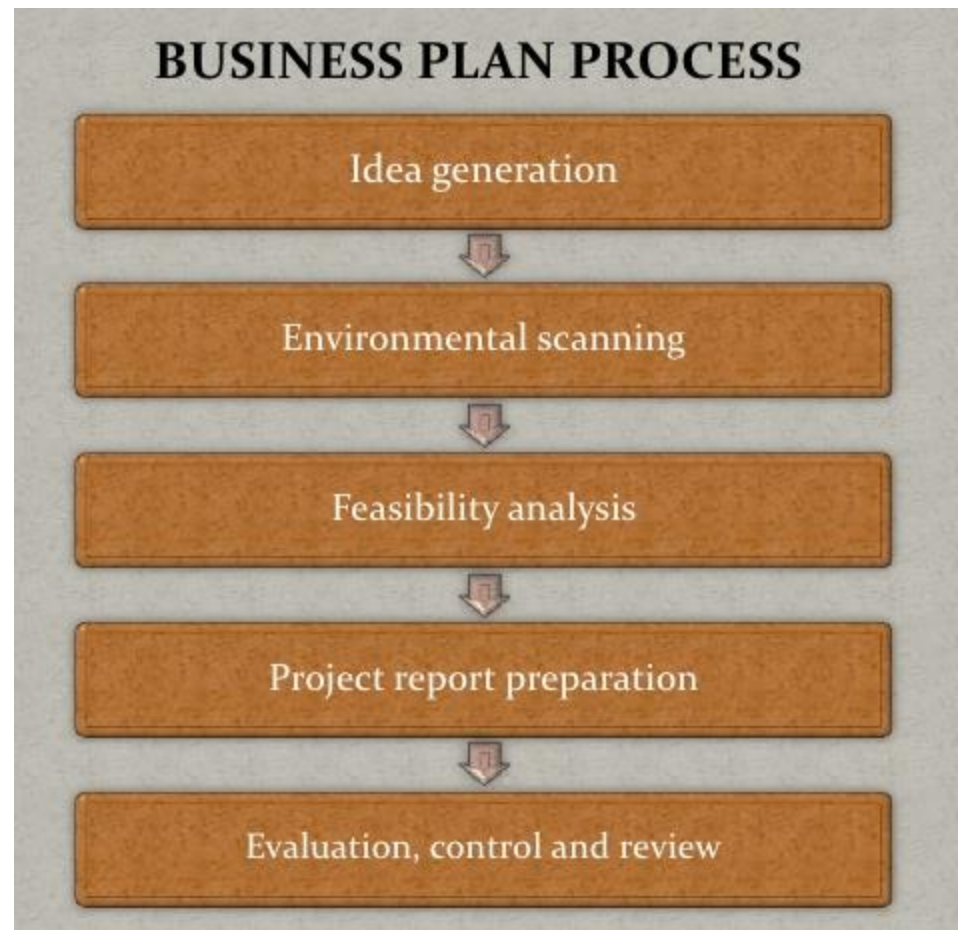 BUSINESS PLAN PROCESS
Idea generation
Environmental scanning
Feasibility analysis
Project report preparation
Evaluation, control and review